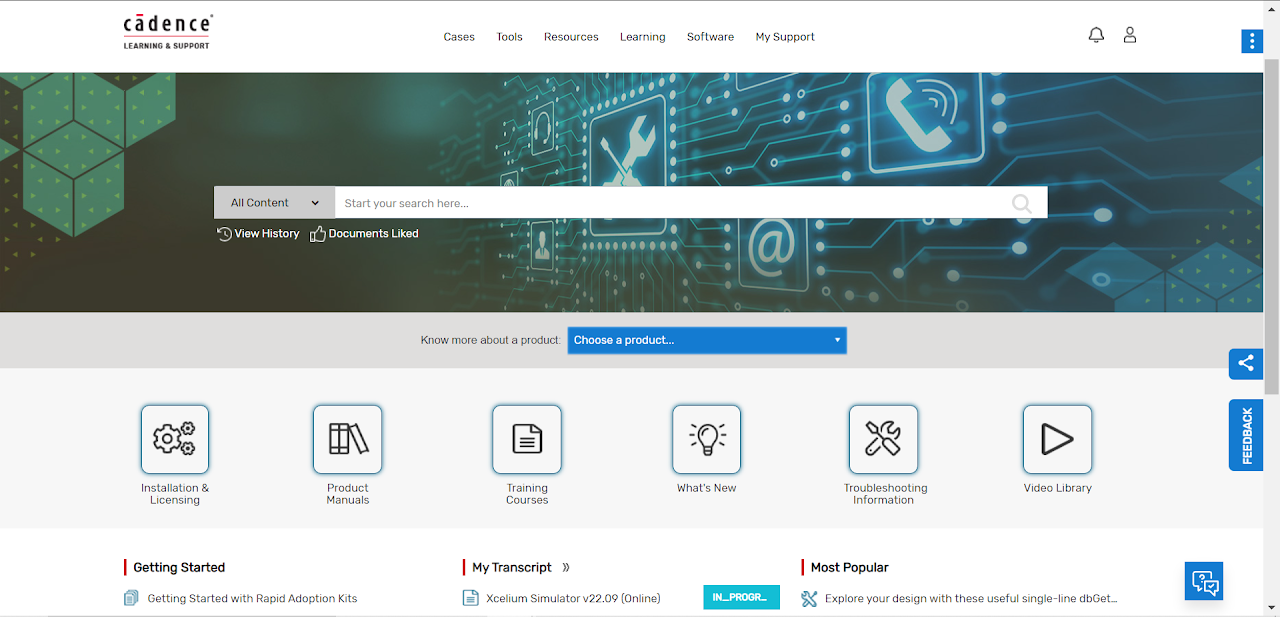 cādence®
LEARNING & SUPPORT
Cases Tools Resources Learning Software My Support
All Content Start your search here...
View History Documents Liked
@
Know more about a product: Choose a product...
FEEDBACK
Installation &
Licensing
Product
Manuals
Training
Courses
What's New
Troubleshooting
Information
Video Library
Getting Started
Getting Started with Rapid Adoption Kits
My Transcript »
Xcelium Simulator v22.09 (Online) IN_PROGR_
Most Popular
Explore your design with these useful single-line dbGet...